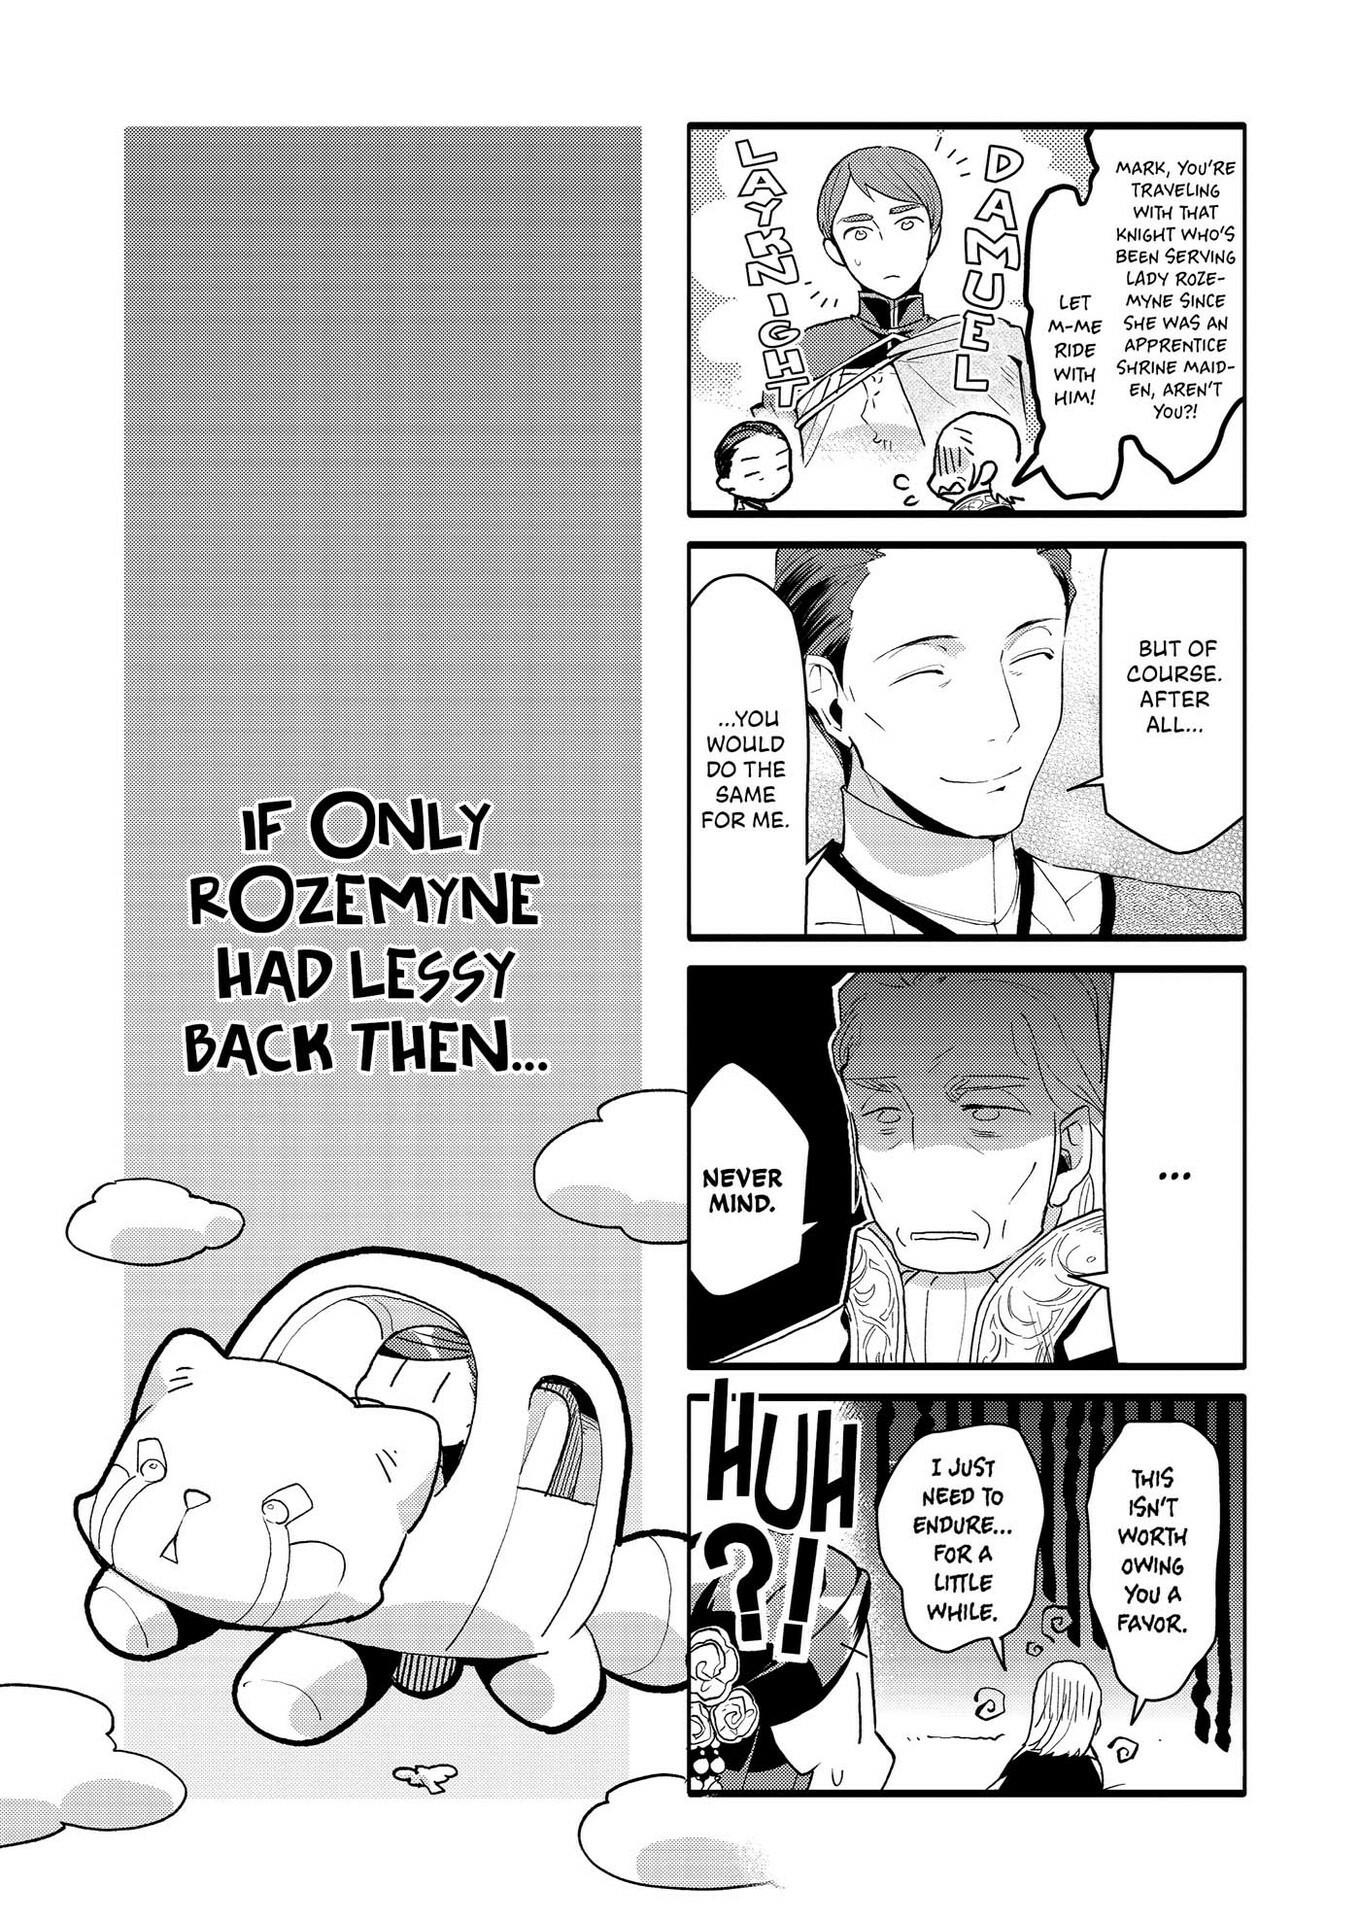 MARK, YOU'RE
TRAVELING
WITH THAT
KNIGHT WHO'S
BEEN SERVING
LADY ROZE-
MYNE SINCE
SHE WAS AN
APPRENTICE
SHRINE MAID-
EN, AREN'T
YOU?!
LET
M-ME
RIDE
WITH
HIM!
DAMUEL
LAYKNIGHT
BUT OF
COURSE.
AFTER
ALL...
...YOU
WOULD
DO THE
SAME
FOR ME.
...
NEVER
MIND.
THIS
ISN'T
WORTH
OWING
YOU A
FAVOR.
I JUST
NEED TO
ENDURE...
FOR A
LITTLE
WHILE.
HUH
?!
IF ONLY
ROZEMYNE
HAD LESSY
BACK THEN...